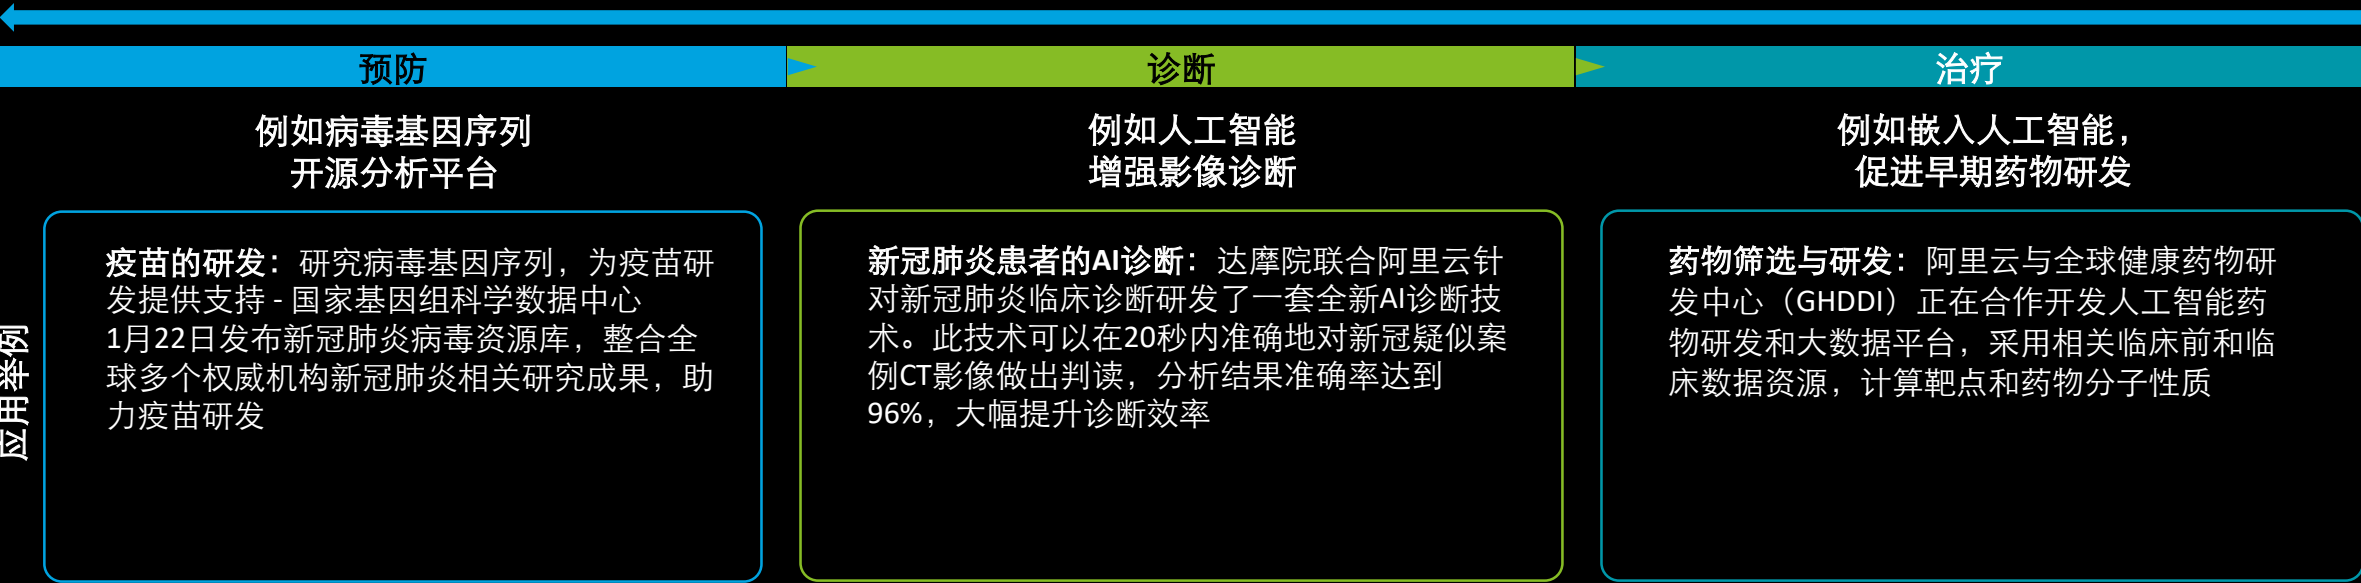 预防
诊断
治疗
例如病毒基因序列
开源分析平台
例如人工智能
增强影像诊断
例如嵌入人工智能，
促进早期药物研发
应用举例
疫苗的研发：研究病毒基因序列，为疫苗研
发提供支持 - 国家基因组科学数据中心
1月22日发布新冠肺炎病毒资源库，整合全
球多个权威机构新冠肺炎相关研究成果，助
力疫苗研发
新冠肺炎患者的AI诊断：达摩院联合阿里云针
对新冠肺炎临床诊断研发了一套全新AI诊断技
术。此技术可以在20秒内准确地对新冠疑似案
例CT影像做出判读，分析结果准确率达到
96%，大幅提升诊断效率
药物筛选与研发：阿里云与全球健康药物研
发中心（GHDDI）正在合作开发人工智能药
物研发和大数据平台，采用相关临床前和临
床数据资源，计算靶点和药物分子性质